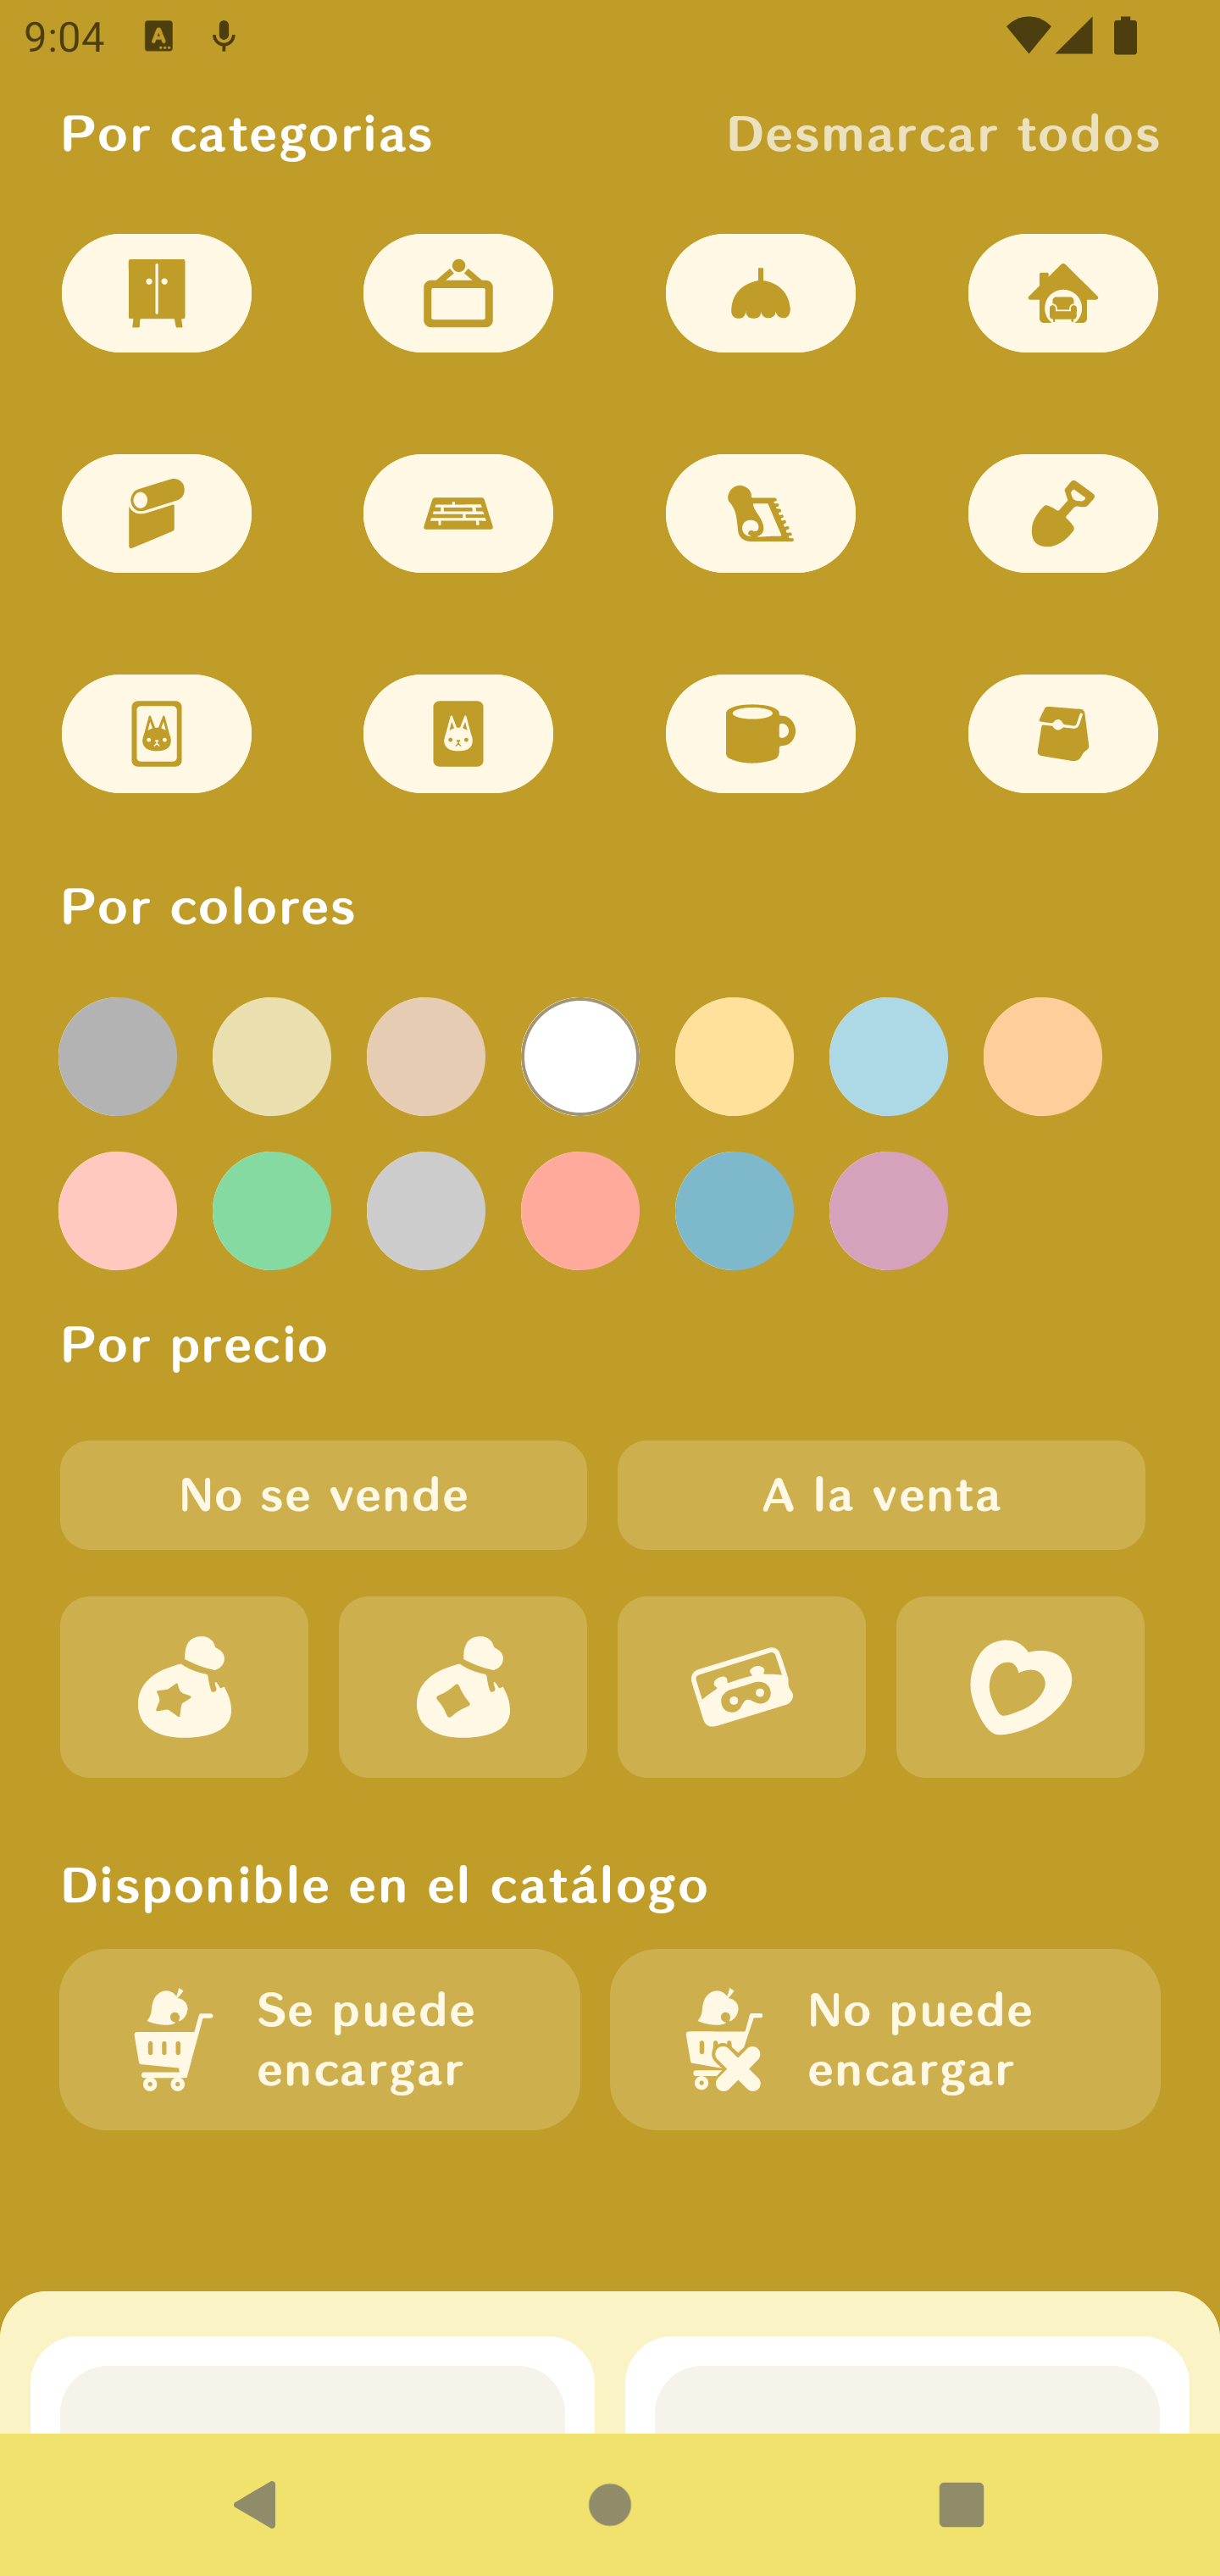 9:04
Por categorias
Desmarcar todos
Por colores
Por precio
No se vende
A la venta
Disponible en el catálogo
Se puede
encargar
No puede
encargar